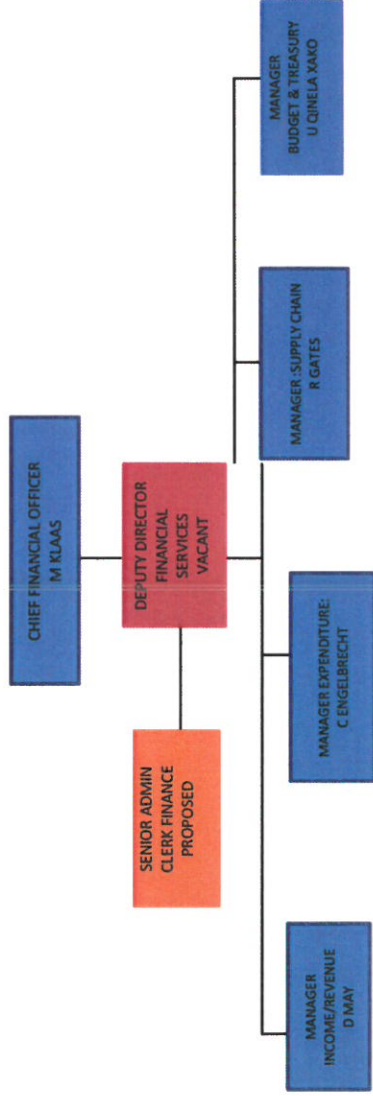 CHIEF FINANCIAL OFFICER
M KLAAS
DEPUTY DIRECTOR
FINANCIAL
SERVICES
VACANT
SENIOR ADMIN
CLERK FINANCE
PROPOSED
MANAGER
INCOME/REVENUE
D MAY
MANAGER EXPENDITURE:
C ENGELBRECHT
MANAGER :SUPPLY CHAIN
R GATES
MANAGER
BUDGET & TREASURY
U QINELA XAKO